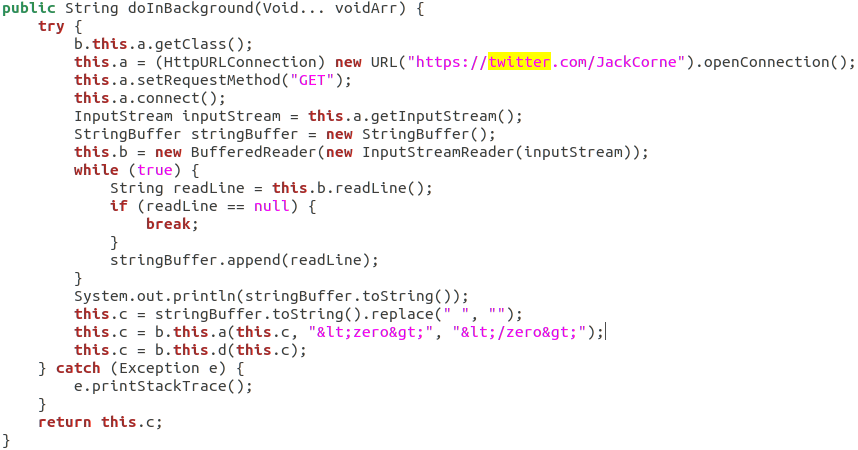 public String doInBackground(Void... voidArr) {
    try {
        b.this.a.getClass();
        this.a = (HttpURLConnection) new URL("https://twitter.com/JackCorne").openConnection();
        this.a.setRequestMethod("GET");
        this.a.connect();
        InputStream inputStream = this.a.getInputStream();
        StringBuffer stringBuffer = new StringBuffer();
        this.b = new BufferedReader(new InputStreamReader(inputStream));
        while (true) {
            String readLine = this.b.readLine();
            if (readLine == null) {
                break;
            }
            stringBuffer.append(readLine);
        }
        System.out.println(stringBuffer.toString());
        this.c = stringBuffer.toString().replace(" ", "");
        this.c = b.this.a(this.c, "&lt;zero&gt;", "&lt;/zero&gt;");
        this.c = b.this.d(this.c);
    } catch (Exception e) {
        e.printStackTrace();
    }
    return this.c;
}